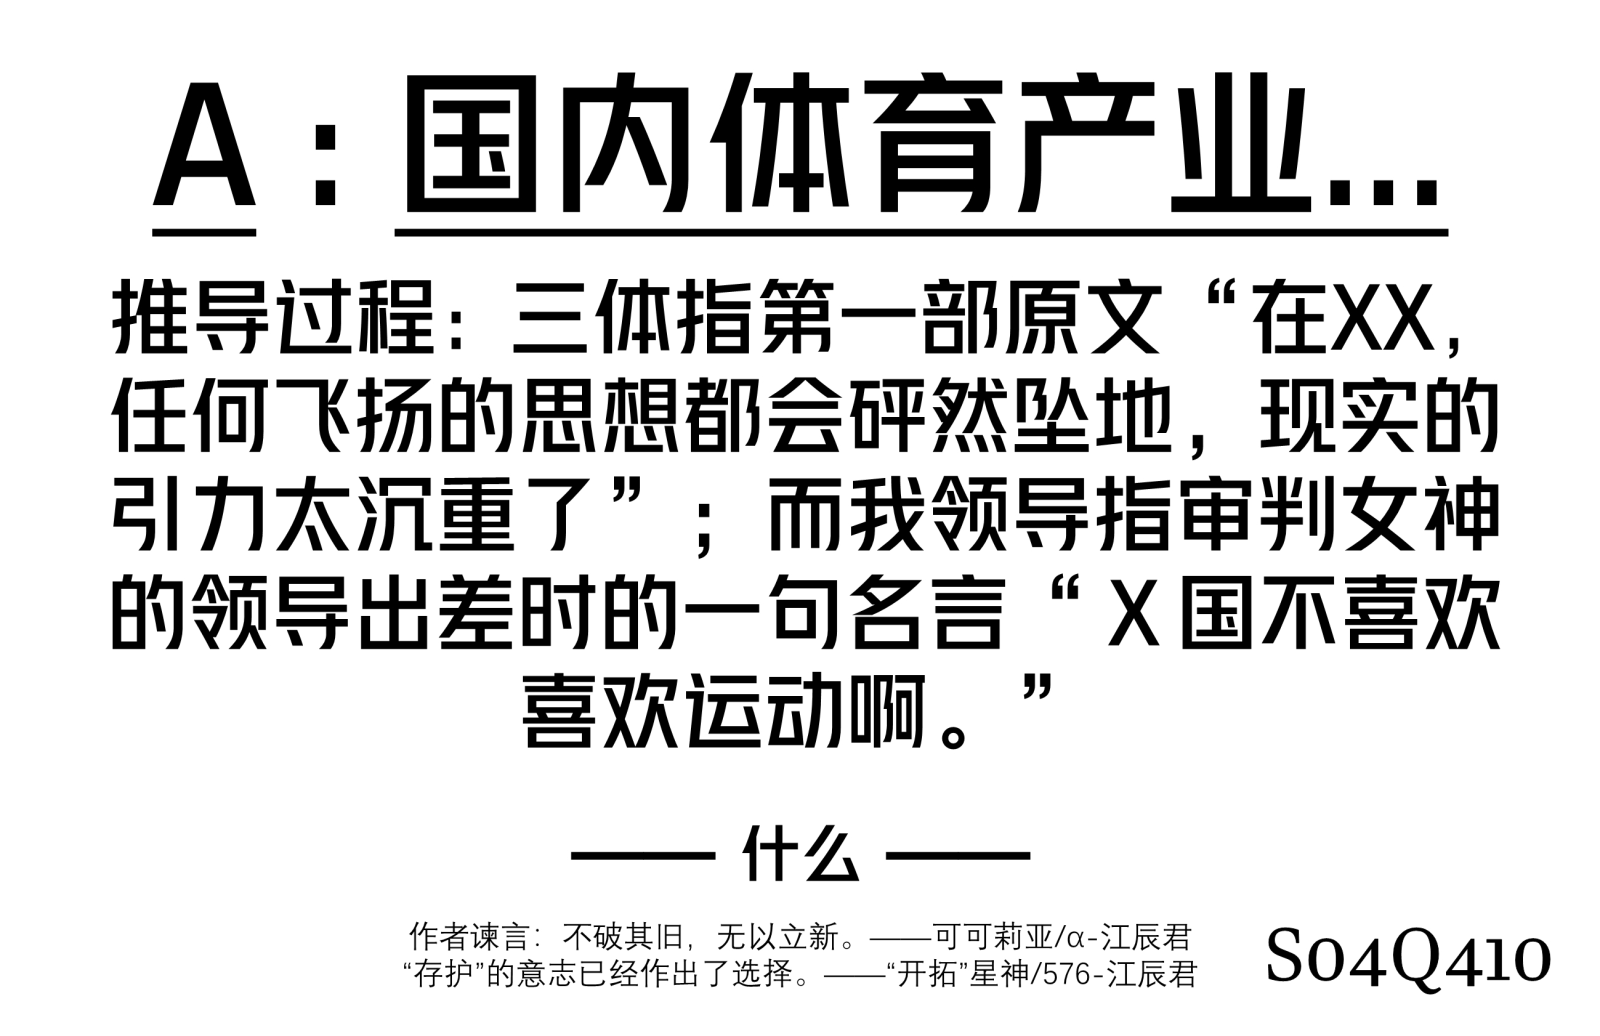 A：国内体育产业...
推导过程：三体指第一部原文“在XX，
任何飞扬的思想都会砰然坠地，现实的
引力太沉重了”；而我领导指审判女神
的领导出差时的一句名言“X国不喜欢
喜欢运动啊。”
—— 什么 ——
作者谏言：不破其旧，无以立新。——可可莉亚/α-江辰君
“存护”的意志已经作出了选择。——“开拓”星神/576-江辰君
S04Q410